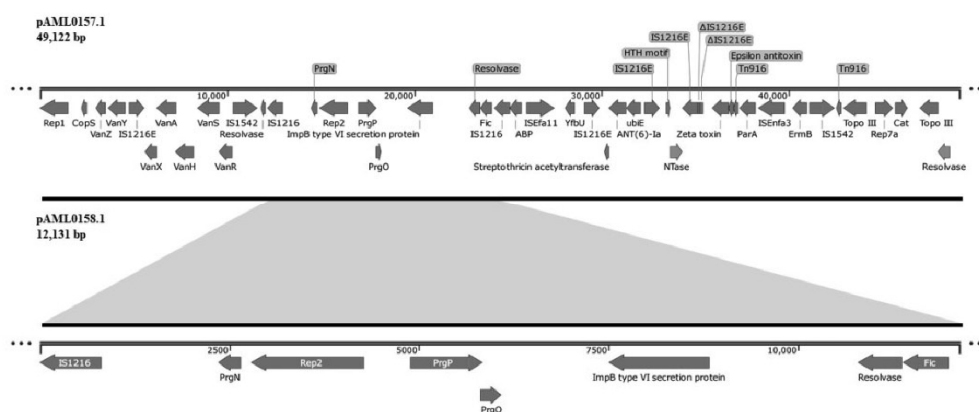 pAML0157.1
49,122 bp
ΔIS1216E
IS1216E
ΔIS1216E
HTH motif
Epsilon antitoxin
PrgN
Resolvase
IS1216E
Tn916
Tn916
10,000
20,000
30,000
40,000
Rep1 CopS VanY VanA VanS IS1542 IS1216 Rep2 PrgP Fic ISEfa11 YfbU ubiE Zeta toxin ISEnfa3 ErmB Topo III Cat Topo III
VanZ IS1216E Resolvase ImpB type VI secretion protein IS1216 ABP IS1216E ANT(6)-Ia ParA IS1542 Rep7a
VanX VanH VanR PrgO Streptothricin acetyltransferase NTase Resolvase
pAML0158.1
12,131 bp
2500
5000
7500
10,000
IS1216 PrgN Rep2 PrgP ImpB type VI secretion protein Resolvase Fic
PrgO